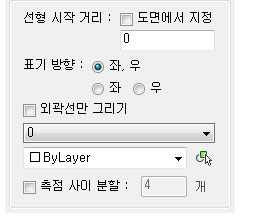 선형 시작 거리 : 도면에서 지정
0
표기 방향 : 좌, 우
좌 우
외곽선만 그리기
0
ByLayer
측점 사이 분할 : 4 개